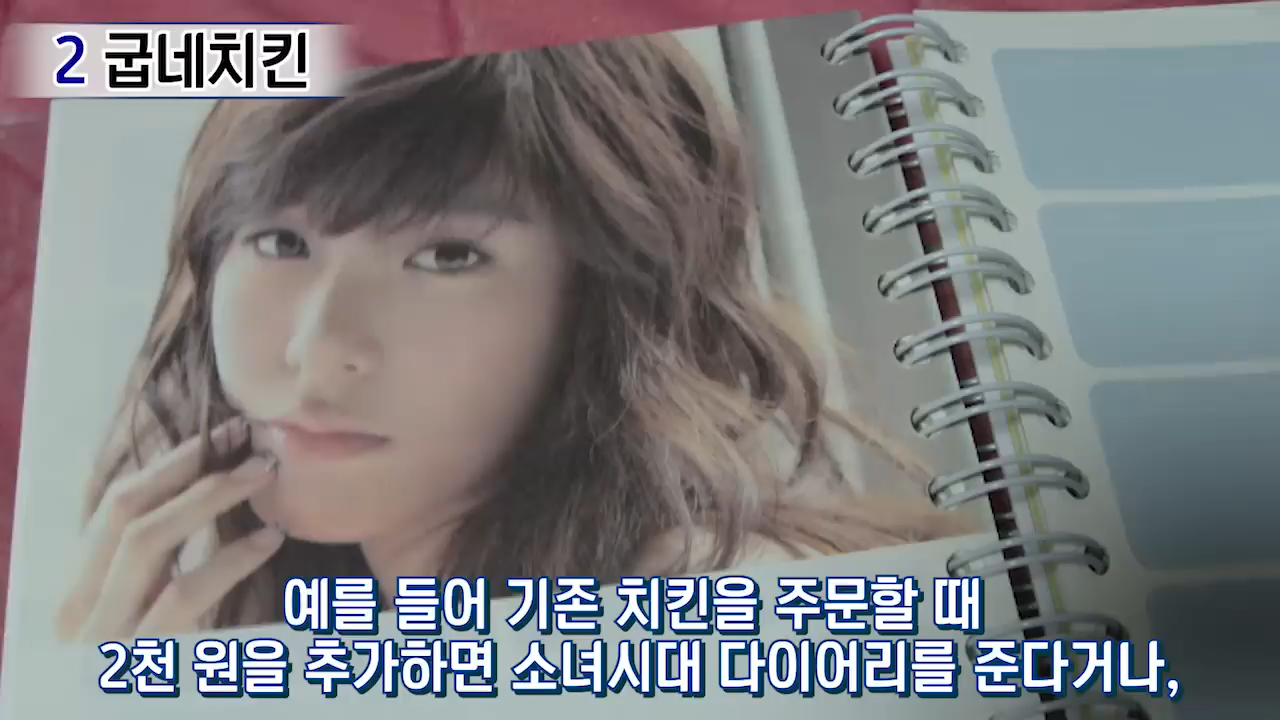 2 굽네치킨
예를 들어 기존 치킨을 주문할 때
2천 원을 추가하면 소녀시대 다이어리를 준다거나,